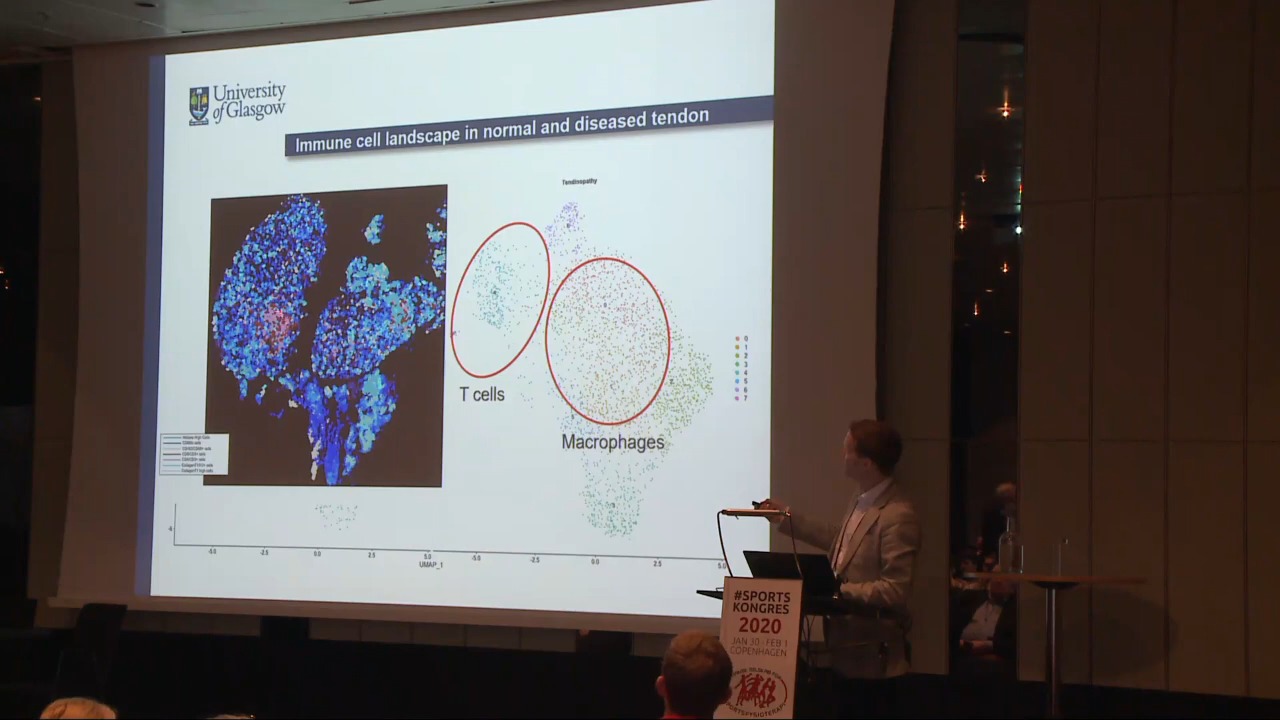 University
of Glasgow
Immune cell landscape in normal and diseased tendon
Tendinopathy
T cells
Macrophages
0
1
2
3
4
5
6
7
-5.0
-2.5
0.0
2.5
5.0
-5.0
-2.5
0.0
2.5
5.0
UMAP_1
#SPORTS
KONGRES
2020
JAN 30 - FEB 1
COPENHAGEN